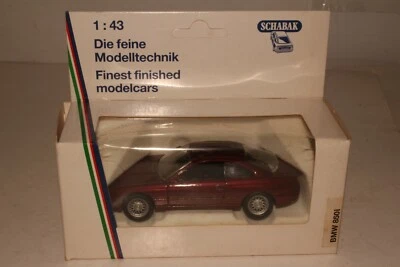 1:43
SCHABAK
Die feine
Modelltechnik
Finest finished
modelcars
BMW 850i